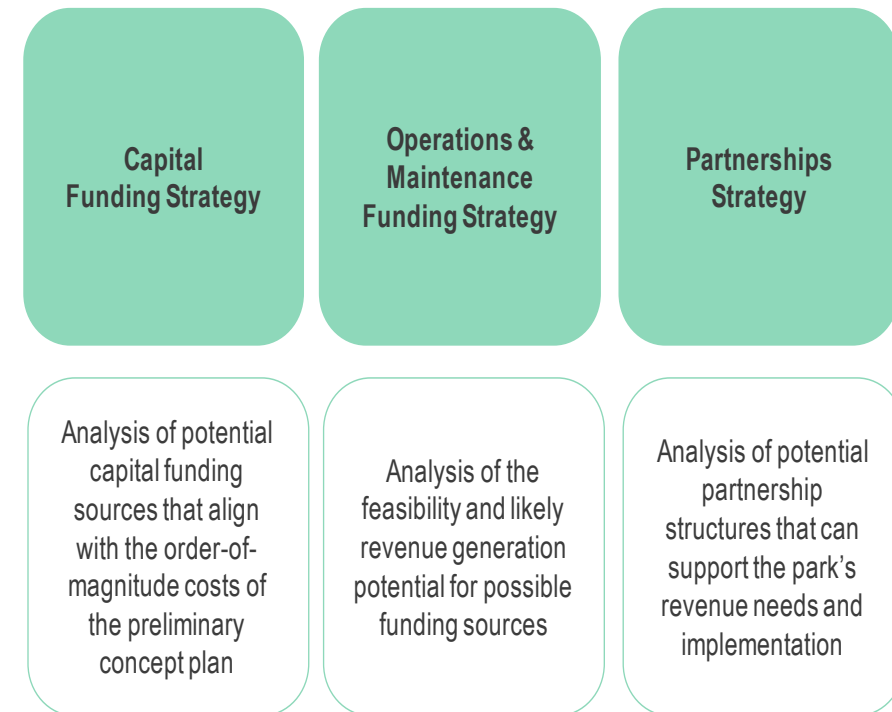 Capital
Funding Strategy
Operations &
Maintenance
Funding Strategy
Partnerships
Strategy
Analysis of potential
capital funding
sources that align
with the order-of-
magnitude costs of
the preliminary
concept plan
Analysis of the
feasibility and likely
revenue generation
potential for possible
funding sources
Analysis of potential
partnership
structures that can
support the park’s
revenue needs and
implementation